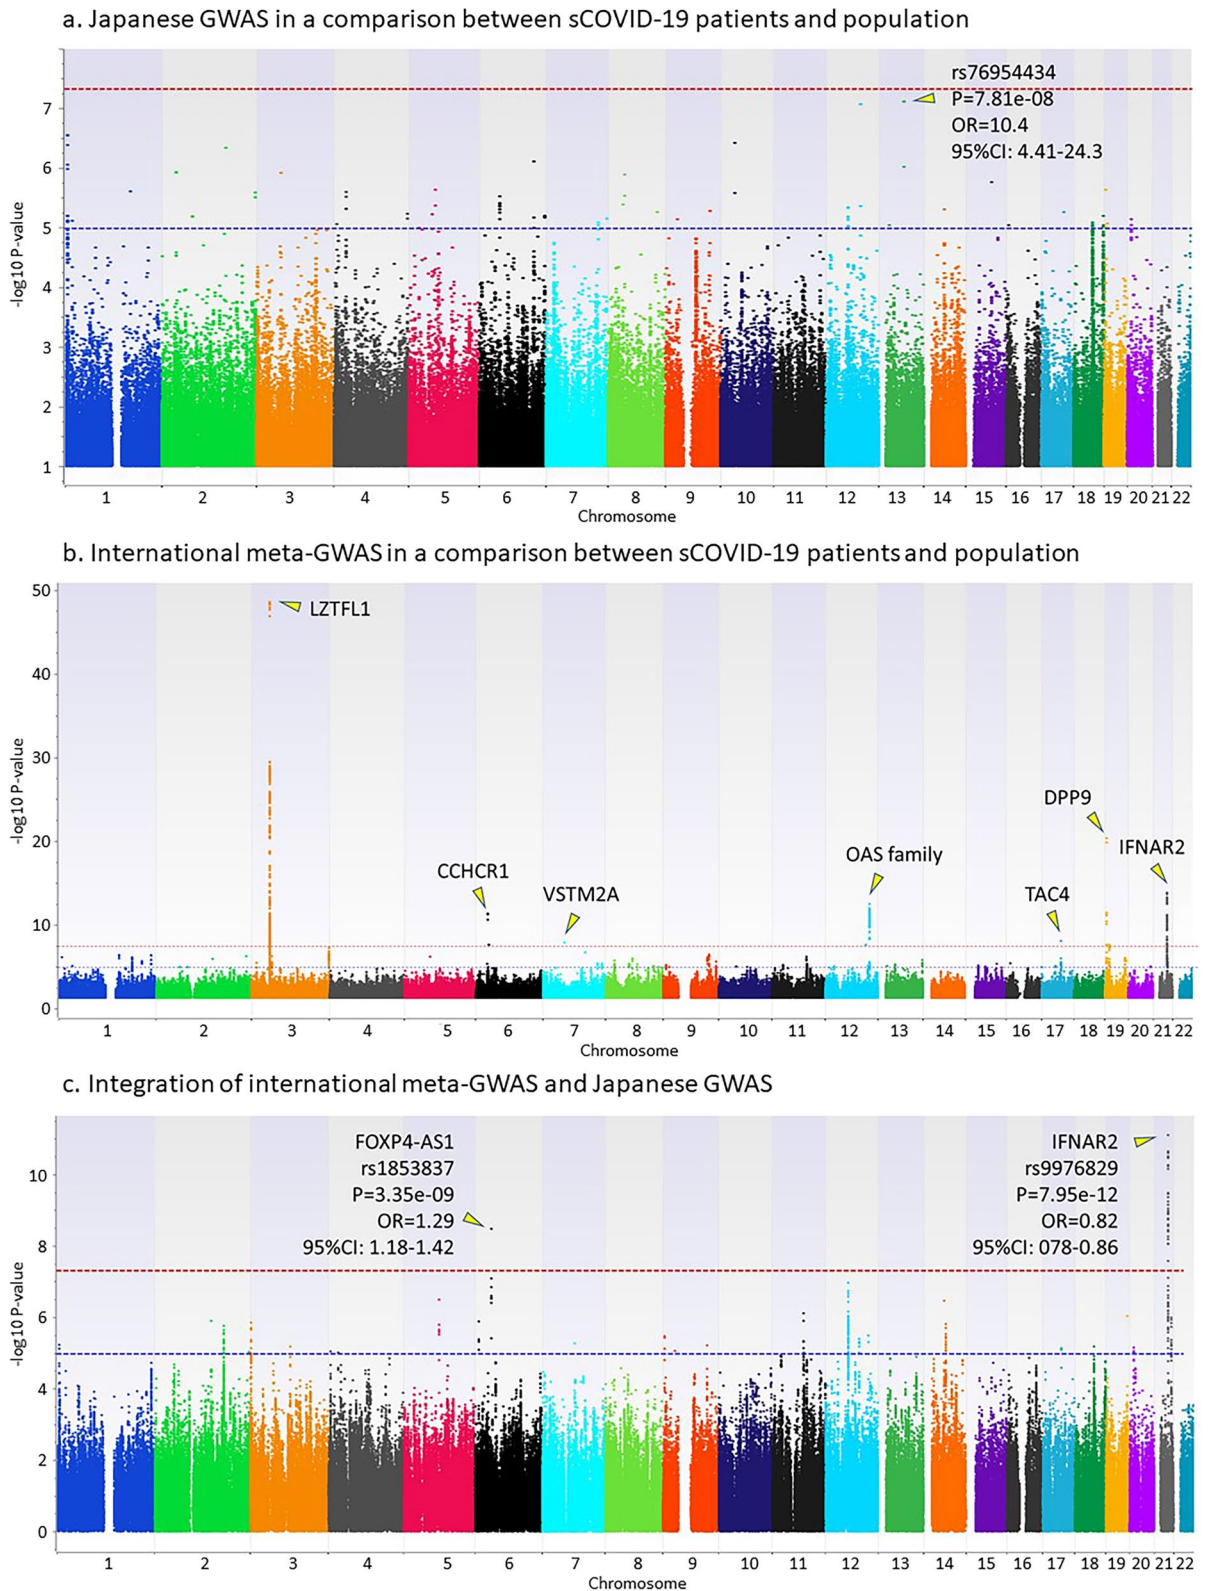 a. Japanese GWAS in a comparison between sCOVID-19 patients and population
rs76954434
P=7.81e-08
OR=10.4
95%CI: 4.41-24.3
7
6
5
4
3
2
1
-log10 P-value
1 2 3 4 5 6 7 8 9 10 11 12 13 14 15 16 17 18 19 20 21 22
Chromosome
b. International meta-GWAS in a comparison between sCOVID-19 patients and population
50
40
30
20
10
0
-log10 P-value
LZTFL1
DPP9
IFNAR2
OAS family
CCHCR1
VSTM2A
TAC4
1 2 3 4 5 6 7 8 9 10 11 12 13 14 15 16 17 18 19 20 21 22
Chromosome
c. Integration of international meta-GWAS and Japanese GWAS
FOXP4-AS1
rs1853837
P=3.35e-09
OR=1.29
95%CI: 1.18-1.42
IFNAR2
rs9976829
P=7.95e-12
OR=0.82
95%CI: 078-0.86
10
8
6
4
2
0
-log10 P-value
1 2 3 4 5 6 7 8 9 10 11 12 13 14 15 16 17 18 19 20 21 22
Chromosome